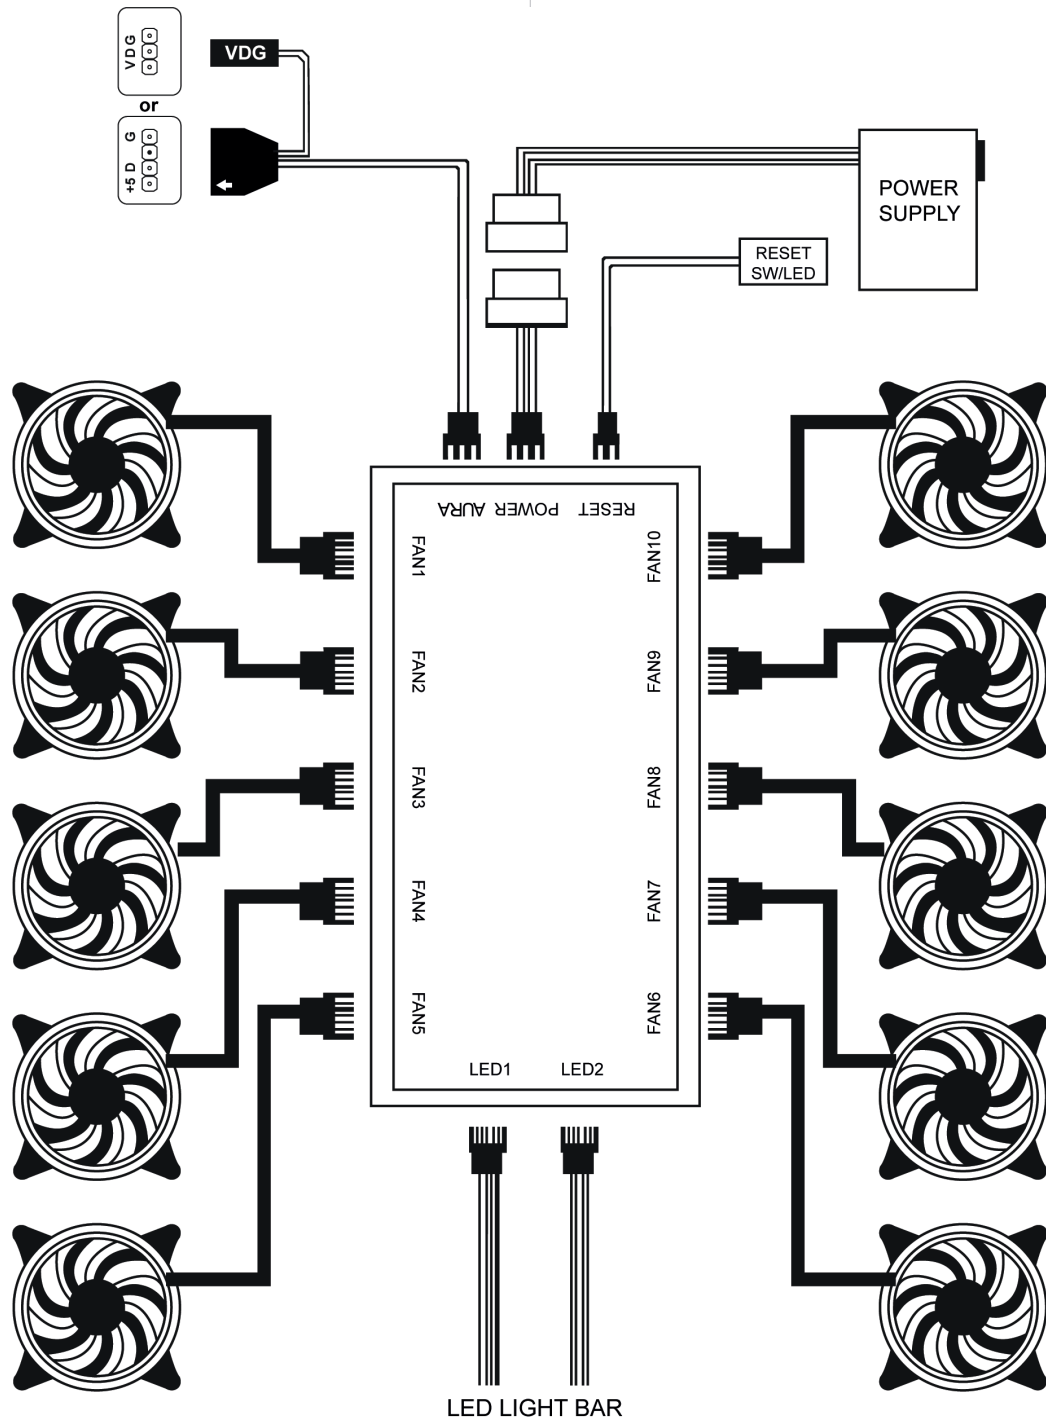 VDG
VDG
or
+5 D G
POWER
SUPPLY
RESET
SW/LED
AURA
POWER
RESET
FAN1
FAN10
FAN2
FAN9
FAN3
FAN8
FAN4
FAN7
FAN5
FAN6
LED1
LED2
LED LIGHT BAR